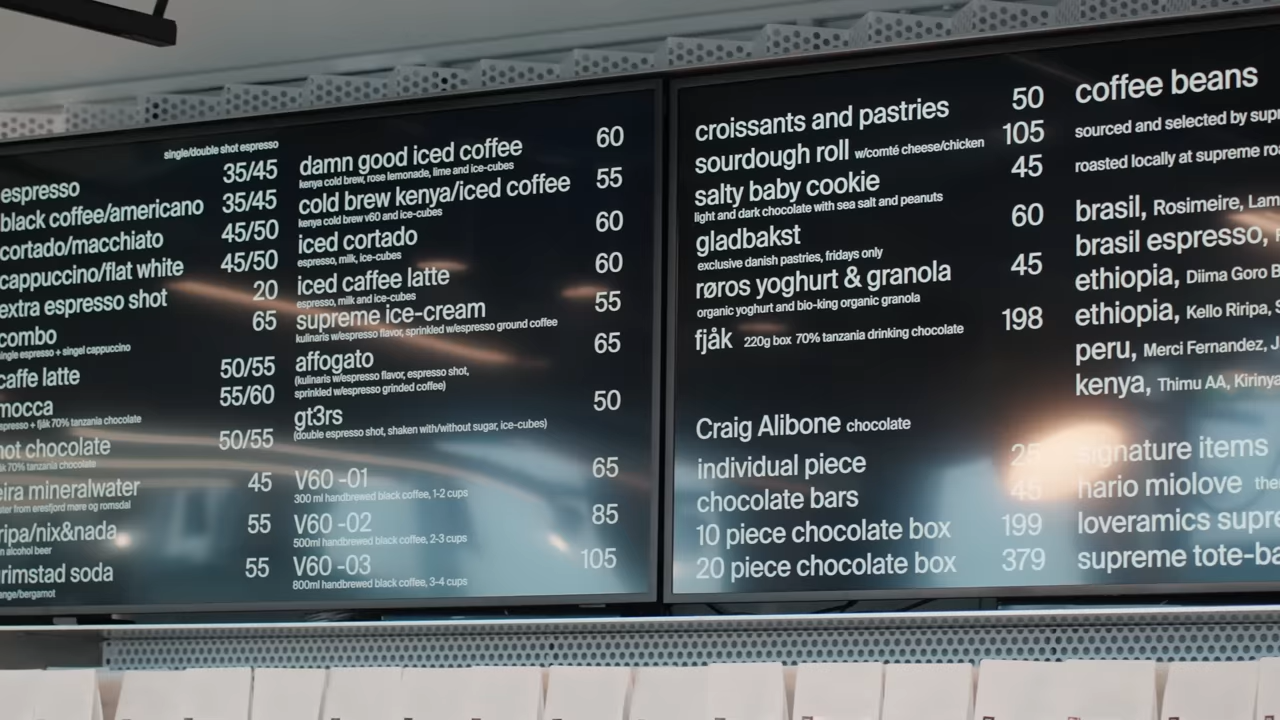 single/double shot espresso
espresso 35/45
black coffee/americano 35/45
cortado/macchiato 45/50
cappuccino/flat white 45/50
extra espresso shot 20
combo 65
single espresso + singel cappuccino
caffe latte 50/55
mocca 55/60
espresso + fjåk 70% tanzania chocolate
hot chocolate 50/55
70% tanzania chocolate
mineralwater 45
from eresfjord møre og romsdal
/nix&nada 55
alcohol beer
grimstad soda 55
/bergamot
damn good iced coffee 60
kenya cold brew, rose lemonade, lime and ice-cubes
cold brew kenya/iced coffee 55
kenya cold brew v60 and ice-cubes
iced cortado 60
espresso, milk, ice-cubes
iced caffe latte 60
espresso, milk and ice-cubes
supreme ice-cream 55
kulinaris w/espresso flavor, sprinkled w/espresso ground coffee
affogato 65
(kulinaris w/espresso flavor, espresso shot,
sprinkled w/espresso grinded coffee)
gt3rs 50
(double espresso shot, shaken with/without sugar, ice-cubes)
V60 -01 65
300 ml handbrewed black coffee, 1-2 cups
V60 -02 85
500ml handbrewed black coffee, 2-3 cups
V60 -03 105
800ml handbrewed black coffee, 3-4 cups
croissants and pastries 50
sourdough roll w/comté cheese/chicken 105
salty baby cookie 45
light and dark chocolate with sea salt and peanuts
gladbakst 60
exclusive danish pastries, fridays only
røros yoghurt & granola 45
organic yoghurt and bio-king organic granola
fjåk 220g box 70% tanzania drinking chocolate 198
Craig Alibone chocolate
individual piece 25
chocolate bars 45
10 piece chocolate box 199
20 piece chocolate box 379
coffee beans
sourced and selected by
roasted locally at supreme
brasil, Rosimeire,
brasil espresso,
ethiopia, Diima Goro
ethiopia, Kello Riripa,
peru, Merci Fernandez,
kenya, Thimu AA,
signature items
hario miolove
loveramics
supreme